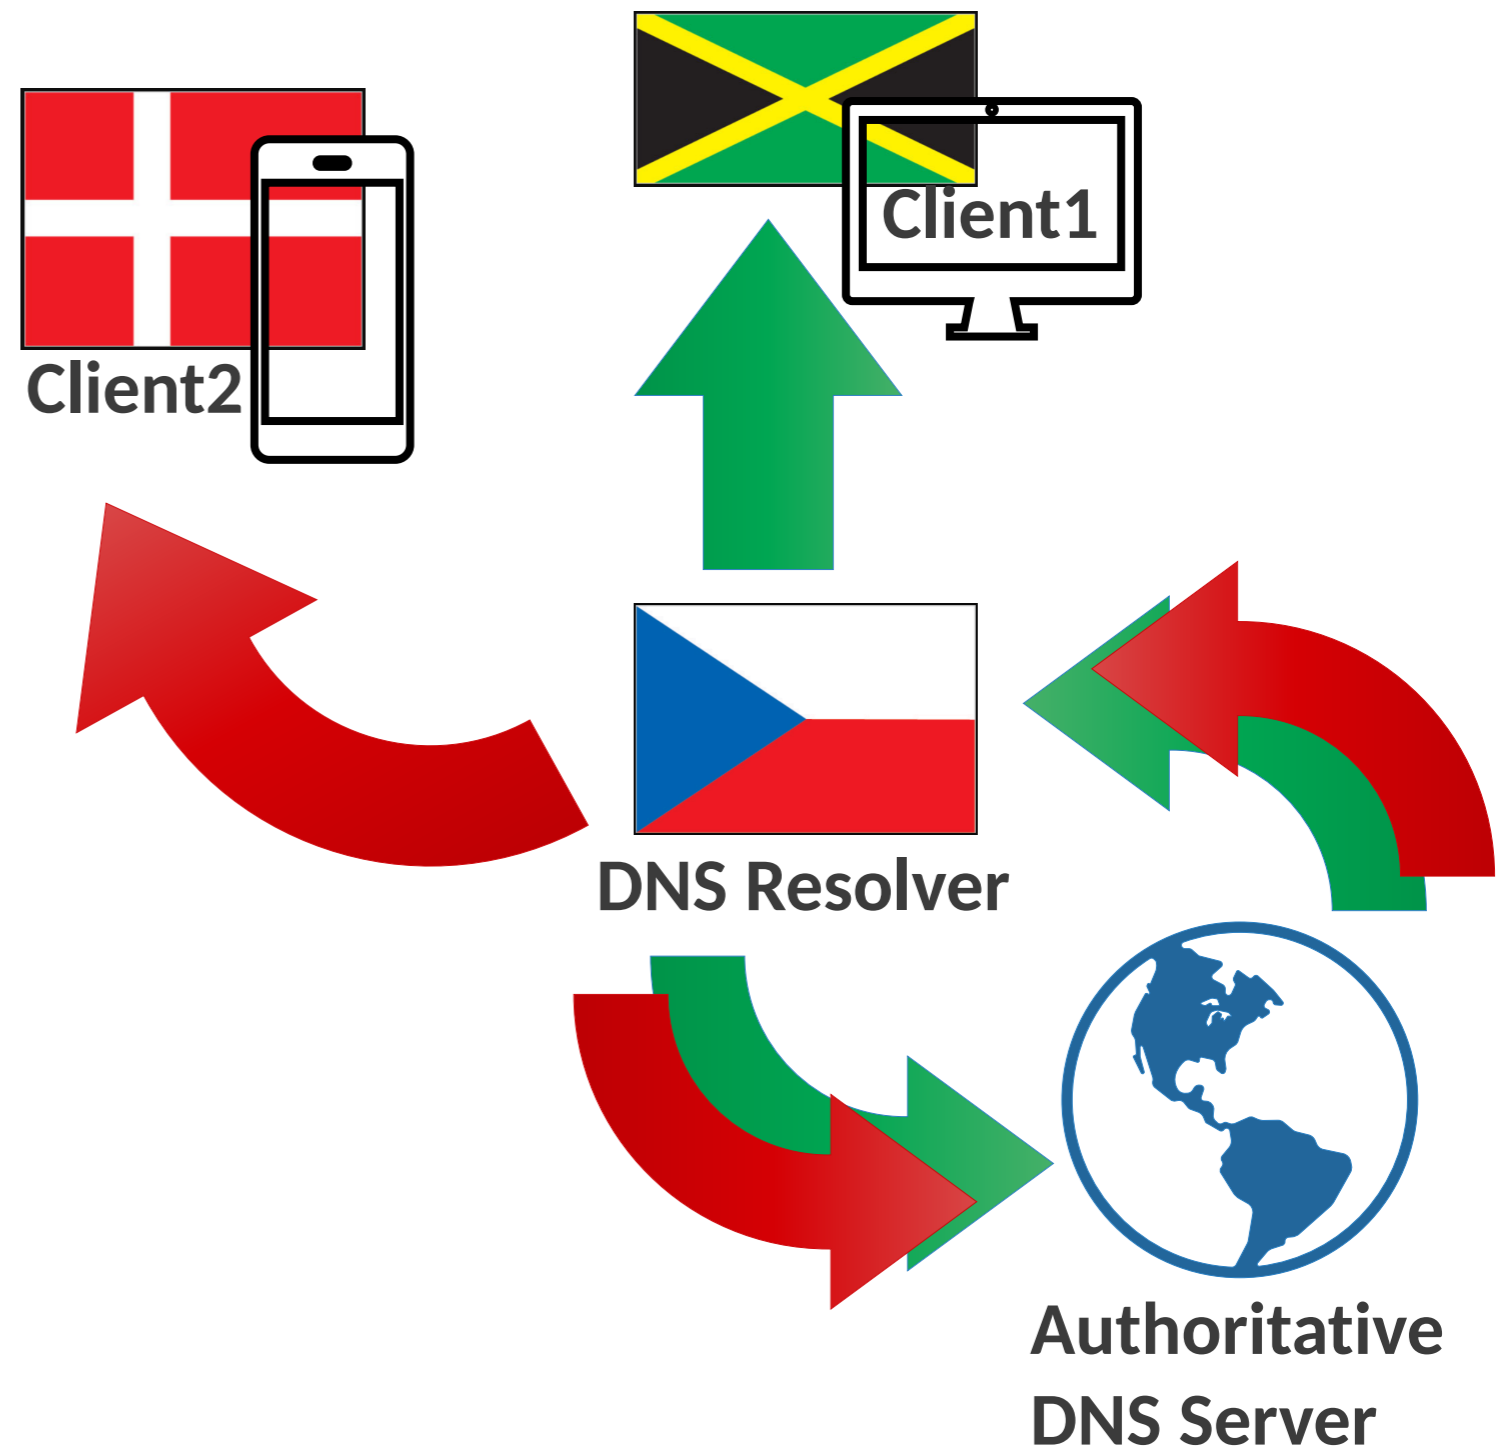 Client1
Client2
DNS Resolver
Authoritative
DNS Server